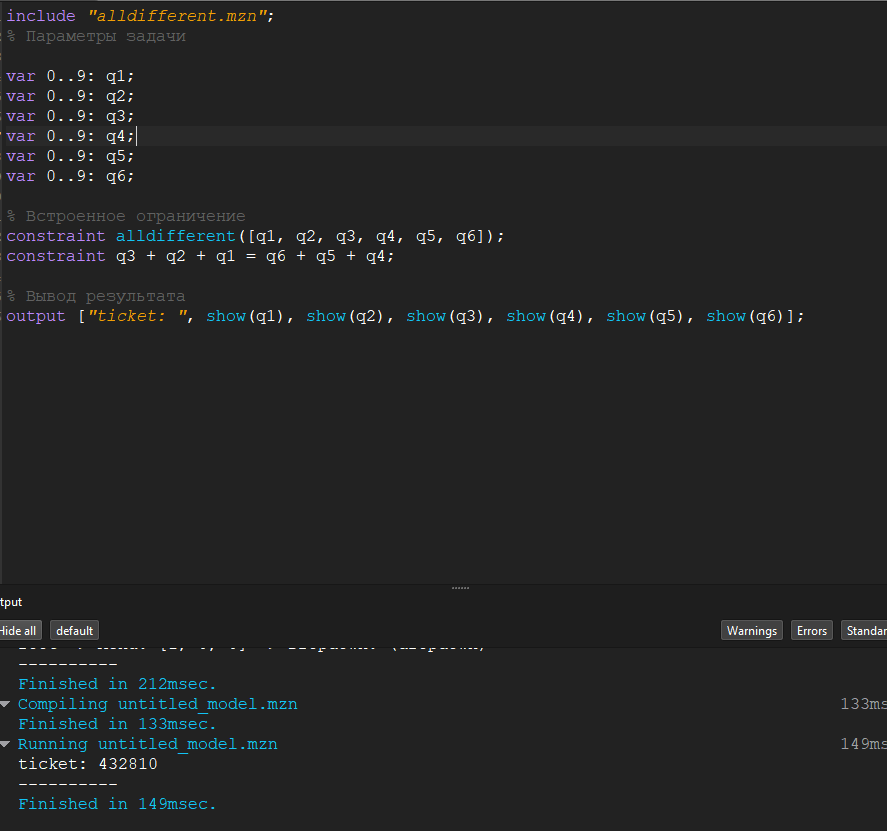 include "alldifferent.mzn";
% Параметры задачи
var 0..9: q1;
var 0..9: q2;
var 0..9: q3;
var 0..9: q4;
var 0..9: q5;
var 0..9: q6;
% Встроенное ограничение
constraint alldifferent([q1, q2, q3, q4, q5, q6]);
constraint q3 + q2 + q1 = q6 + q5 + q4;
% Вывод результата
output ["ticket: ", show(q1), show(q2), show(q3), show(q4), show(q5), show(q6)];
tput
Hide all default Warnings Errors Standar
----------
Finished in 212msec.
Compiling untitled_model.mzn 133ms
Finished in 133msec.
Running untitled_model.mzn 149ms
ticket: 432810
----------
Finished in 149msec.